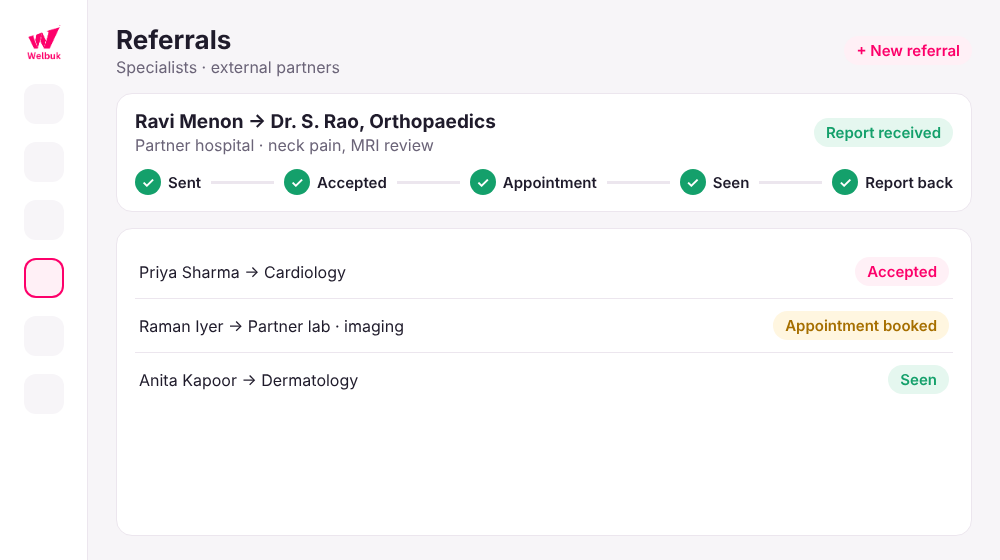 Welbuk
Referrals
Specialists · external partners
+ New referral
Ravi Menon → Dr. S. Rao, Orthopaedics
Partner hospital · neck pain, MRI review
Report received
Sent
Accepted
Appointment
Seen
Report back
Priya Sharma → Cardiology
Accepted
Raman Iyer → Partner lab · imaging
Appointment booked
Anita Kapoor → Dermatology
Seen